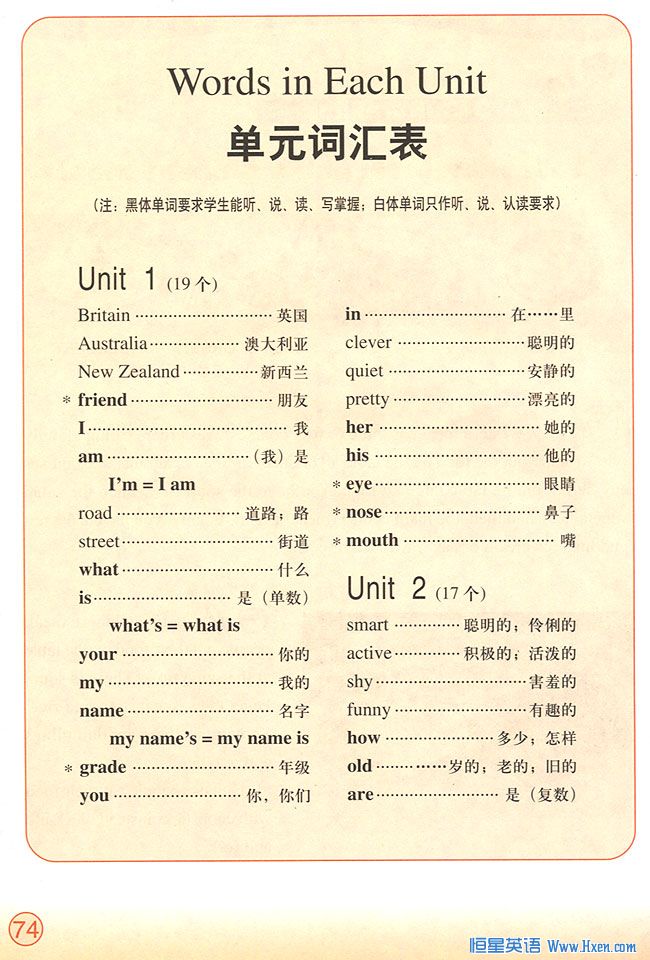 Words in Each Unit
单元词汇表
（注：黑体单词要求学生能听、说、读、写掌握；白体单词只作听、说、认读要求）
Unit 1 (19个)
Britain ………………………… 英国
Australia ………………… 澳大利亚
New Zealand ……………新西兰
* friend ………………………… 朋友
I …………………………………… 我
am …………………………（我）是
I'm = I am
road ……………………… 道路；路
street …………………………… 街道
what …………………………… 什么
is ………………………… 是（单数）
what's = what is
your …………………………… 你的
my ……………………………… 我的
name …………………………… 名字
my name's = my name is
* grade ………………………… 年级
you ……………………… 你，你们
in ………………………… 在……里
clever ………………………聪明的
quiet …………………………安静的
pretty …………………………漂亮的
her ……………………………… 她的
his ……………………………… 他的
* eye ……………………………… 眼睛
* nose …………………………… 鼻子
* mouth …………………………… 嘴
Unit 2 (17个)
smart ………… 聪明的；伶俐的
active ………… 积极的；活泼的
shy ……………………………害羞的
funny …………………………有趣的
how …………………… 多少；怎样
old …………岁的；老的；旧的
are ……………………… 是（复数）
74
恒星英语 Www.Hxen.com